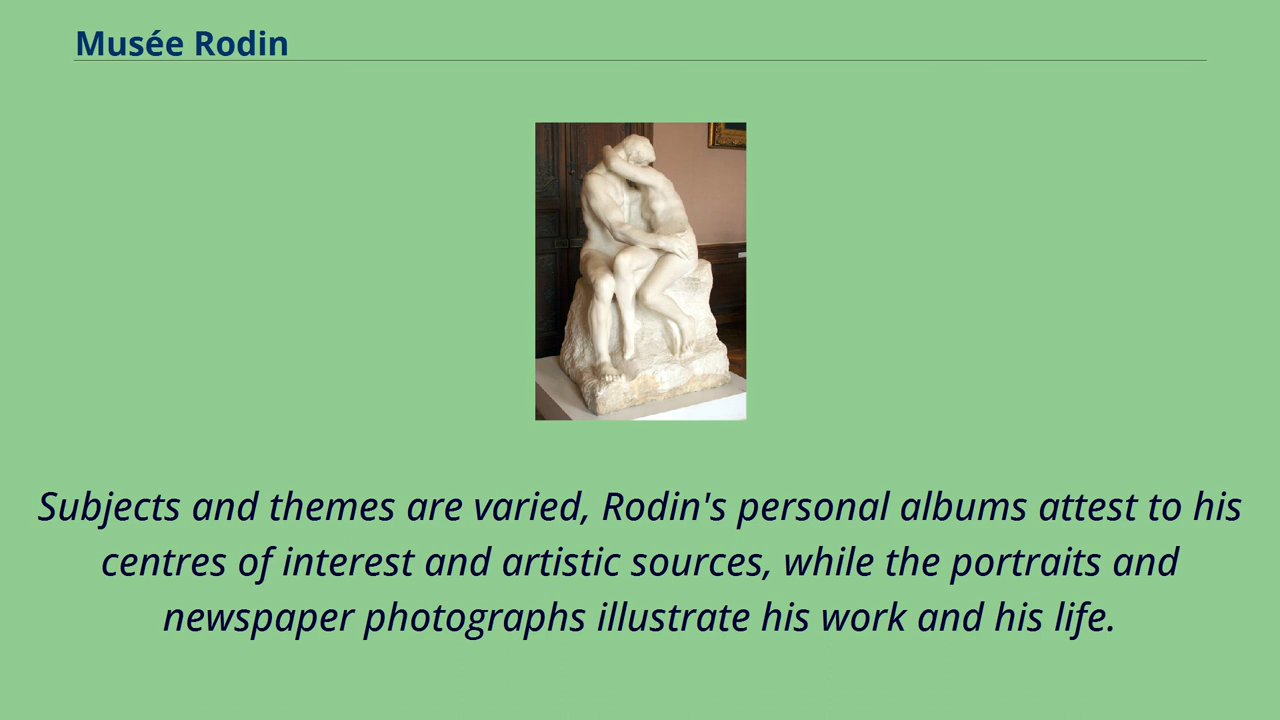 Musée Rodin
Subjects and themes are varied, Rodin's personal albums attest to his
centres of interest and artistic sources, while the portraits and
newspaper photographs illustrate his work and his life.